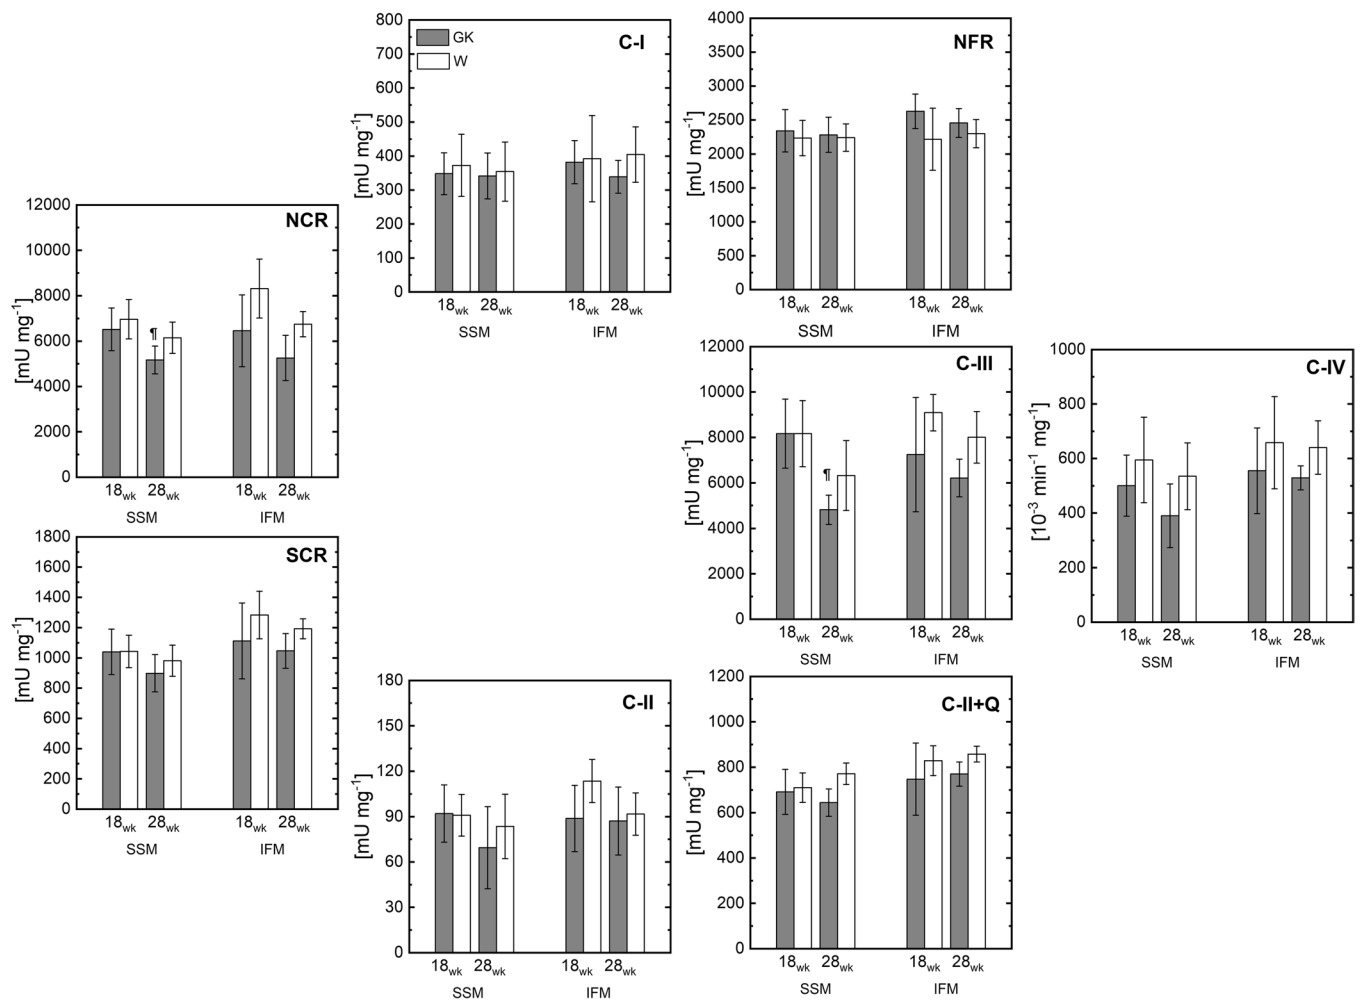 C-I
GK
W
[mU mg-1]
800
700
600
500
400
300
200
100
0
18wk 28wk 18wk 28wk
SSM IFM
NFR
[mU mg-1]
4000
3500
3000
2500
2000
1500
1000
500
0
18wk 28wk 18wk 28wk
SSM IFM
NCR
[mU mg-1]
12000
10000
8000
6000
4000
2000
0
¶
18wk 28wk 18wk 28wk
SSM IFM
C-III
[mU mg-1]
12000
10000
8000
6000
4000
2000
0
¶
18wk 28wk 18wk 28wk
SSM IFM
C-IV
[10-3 min-1 mg-1]
1000
800
600
400
200
0
18wk 28wk 18wk 28wk
SSM IFM
SCR
[mU mg-1]
1800
1600
1400
1200
1000
800
600
400
200
0
18wk 28wk 18wk 28wk
SSM IFM
C-II
[mU mg-1]
180
150
120
90
60
30
0
18wk 28wk 18wk 28wk
SSM IFM
C-II+Q
[mU mg-1]
1200
1000
800
600
400
200
0
18wk 28wk 18wk 28wk
SSM IFM